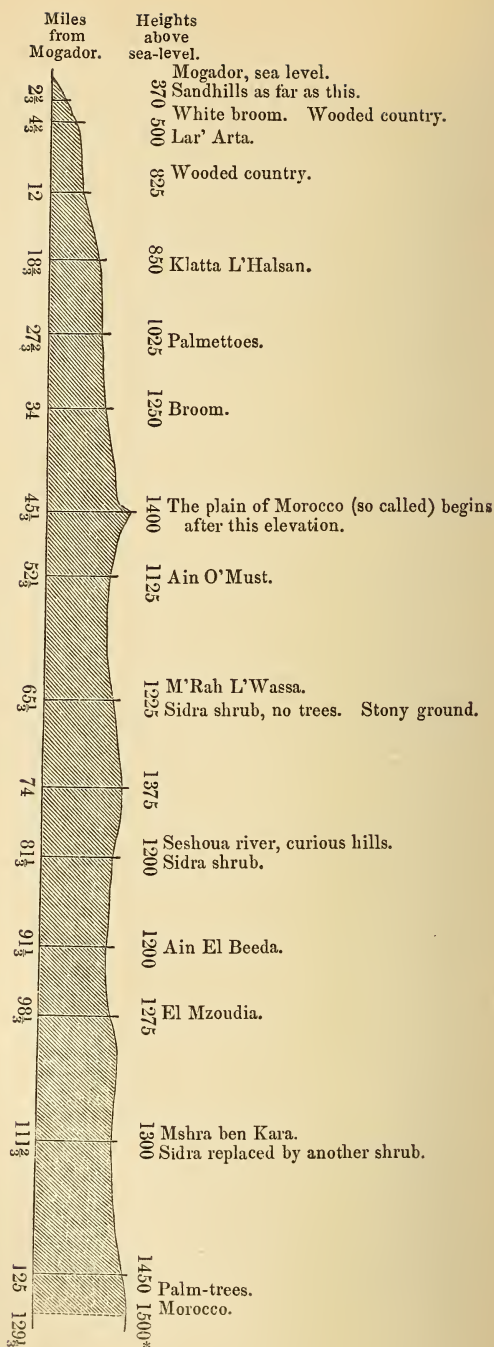 Miles from Mogador.
Heights above sea-level.
Mogador, sea level.
2⅔ 370 Sandhills as far as this.
4⅔ 500 White broom. Wooded country.
Lar' Arta.
12 825 Wooded country.
18⅔ 850 Klatta L'Halsan.
27⅔ 1025 Palmettoes.
34 1250 Broom.
45⅓ 1400 The plain of Morocco (so called) begins
after this elevation.
52⅓ 1125 Ain O'Must.
65⅓ 1225 M'Rah L'Wassa.
Sidra shrub, no trees. Stony ground.
74 1375
81⅓ 1200 Seshoua river, curious hills.
Sidra shrub.
91⅓ 1200 Ain El Beeda.
98⅓ 1275 El Mzoudia.
111⅔ 1300 Mshra ben Kara.
Sidra replaced by another shrub.
125 1450 Palm-trees.
129⅓ 1500* Morocco.